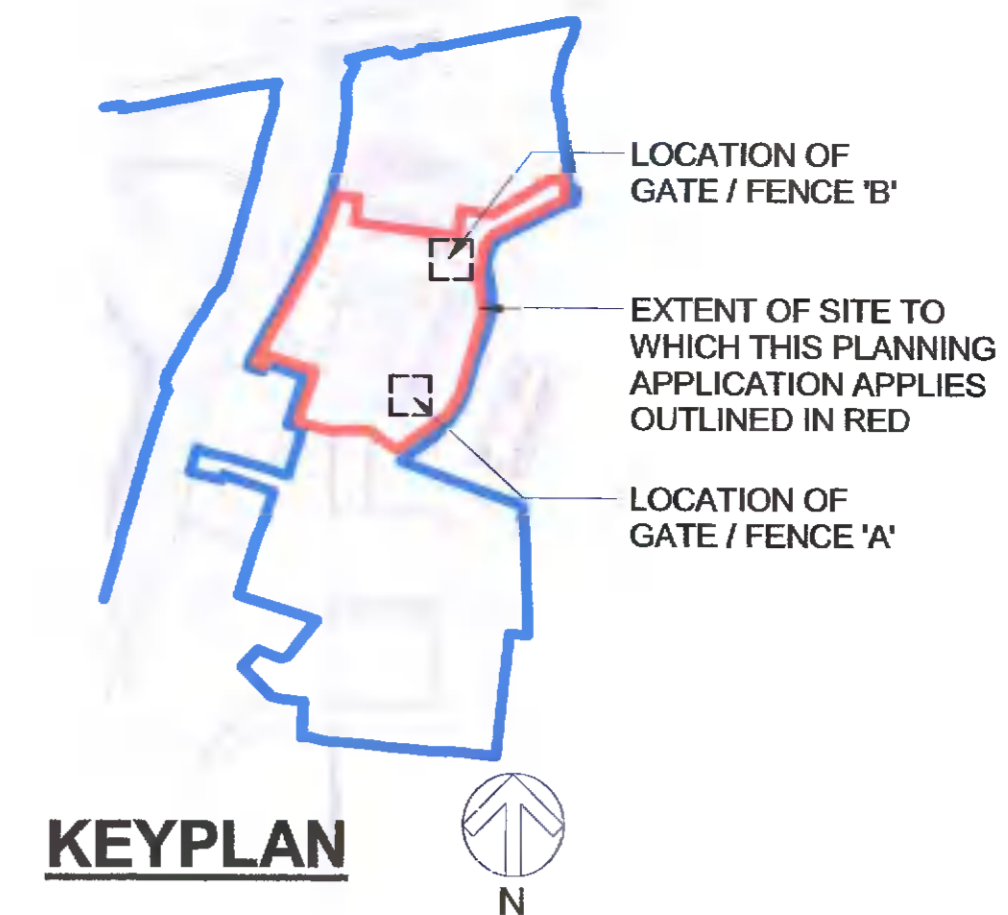 LOCATION OF
GATE / FENCE 'B'
EXTENT OF SITE TO
WHICH THIS PLANNING
APPLICATION APPLIES
OUTLINED IN RED
LOCATION OF
GATE / FENCE 'A'
KEYPLAN
N